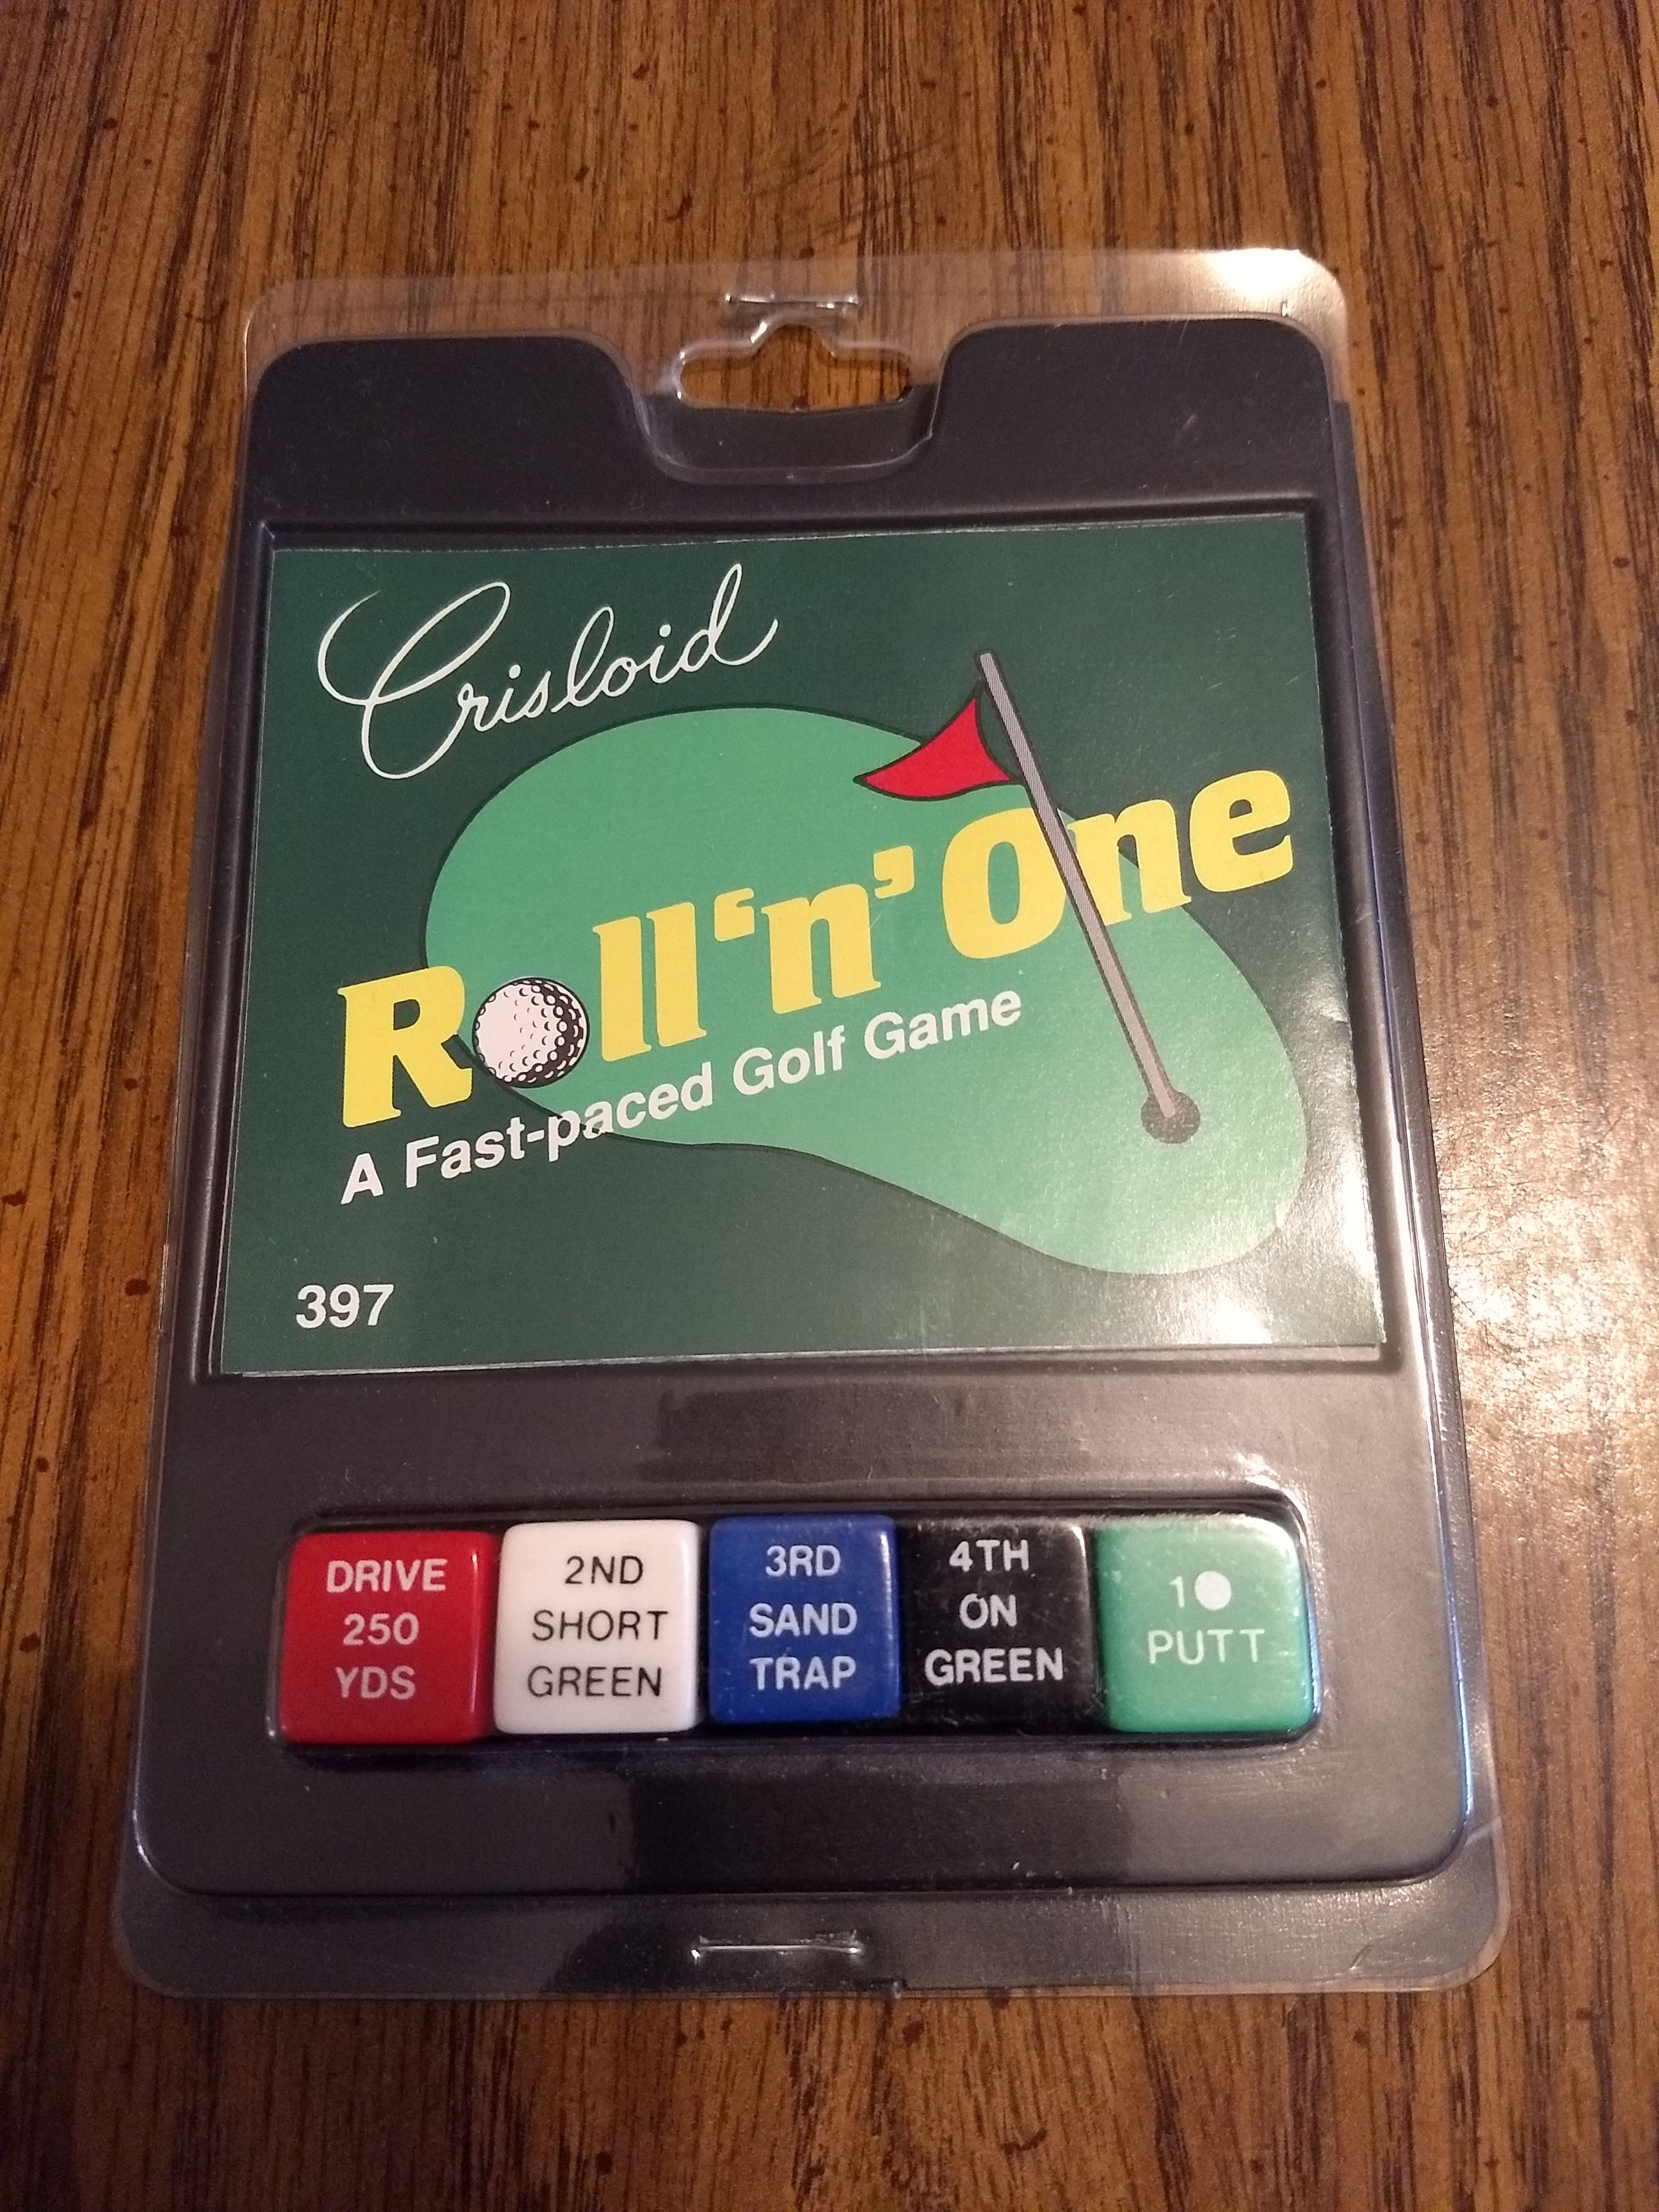 Crisloid
Roll 'n' One
A Fast-paced Golf Game
397
DRIVE
250
YDS
2ND
SHORT
GREEN
3RD
SAND
TRAP
4TH
ON
GREEN
1
PUTT